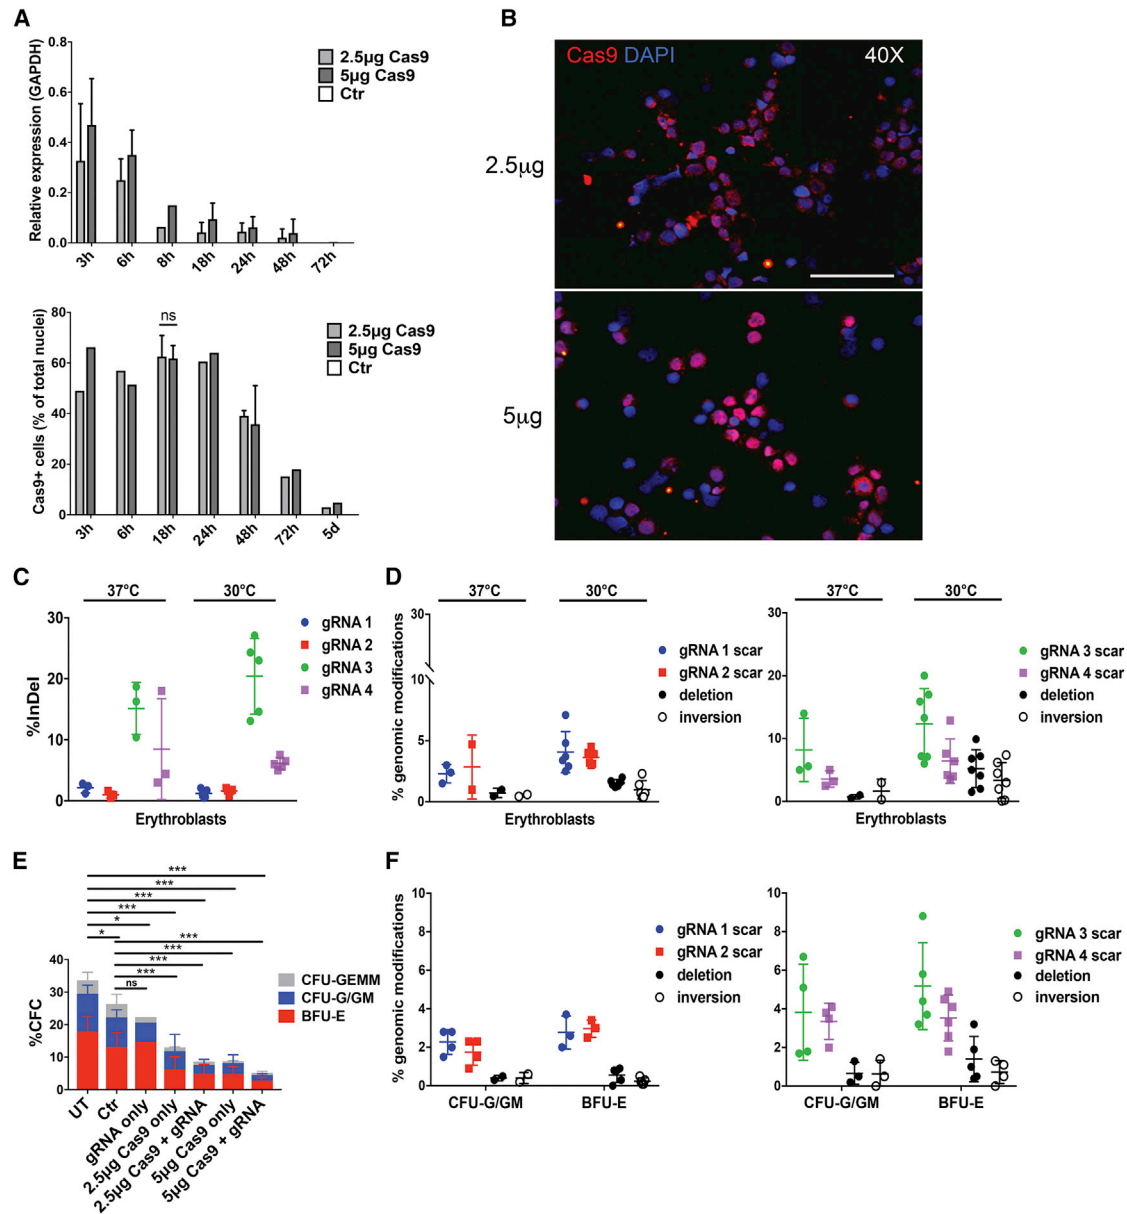 A
Relative expression (GAPDH)
0.8
0.6
0.4
0.2
0.0
3h 6h 8h 18h 24h 48h 72h
2.5µg Cas9
5µg Cas9
Ctr
Cas9+ cells (% of total nuclei)
80
60
40
20
0
ns
3h 6h 18h 24h 48h 72h 5d
2.5µg Cas9
5µg Cas9
Ctr
B
Cas9 DAPI 40X
2.5µg
5µg
C
37°C 30°C
%InDel
30
20
10
0
Erythroblasts
gRNA 1
gRNA 2
gRNA 3
gRNA 4
D
37°C 30°C
% genomic modifications
30
10
5
0
Erythroblasts
gRNA 1 scar
gRNA 2 scar
deletion
inversion
37°C 30°C
30
20
10
0
Erythroblasts
gRNA 3 scar
gRNA 4 scar
deletion
inversion
E
***
***
***
***
*
* ***
***
***
***
ns
%CFC
40
30
20
10
0
UT Ctr gRNA only 2.5µg Cas9 only 2.5µg Cas9 + gRNA 5µg Cas9 only 5µg Cas9 + gRNA
CFU-GEMM
CFU-G/GM
BFU-E
F
% genomic modifications
10
8
6
4
2
0
CFU-G/GM BFU-E
gRNA 1 scar
gRNA 2 scar
deletion
inversion
10
8
6
4
2
0
CFU-G/GM BFU-E
gRNA 3 scar
gRNA 4 scar
deletion
inversion